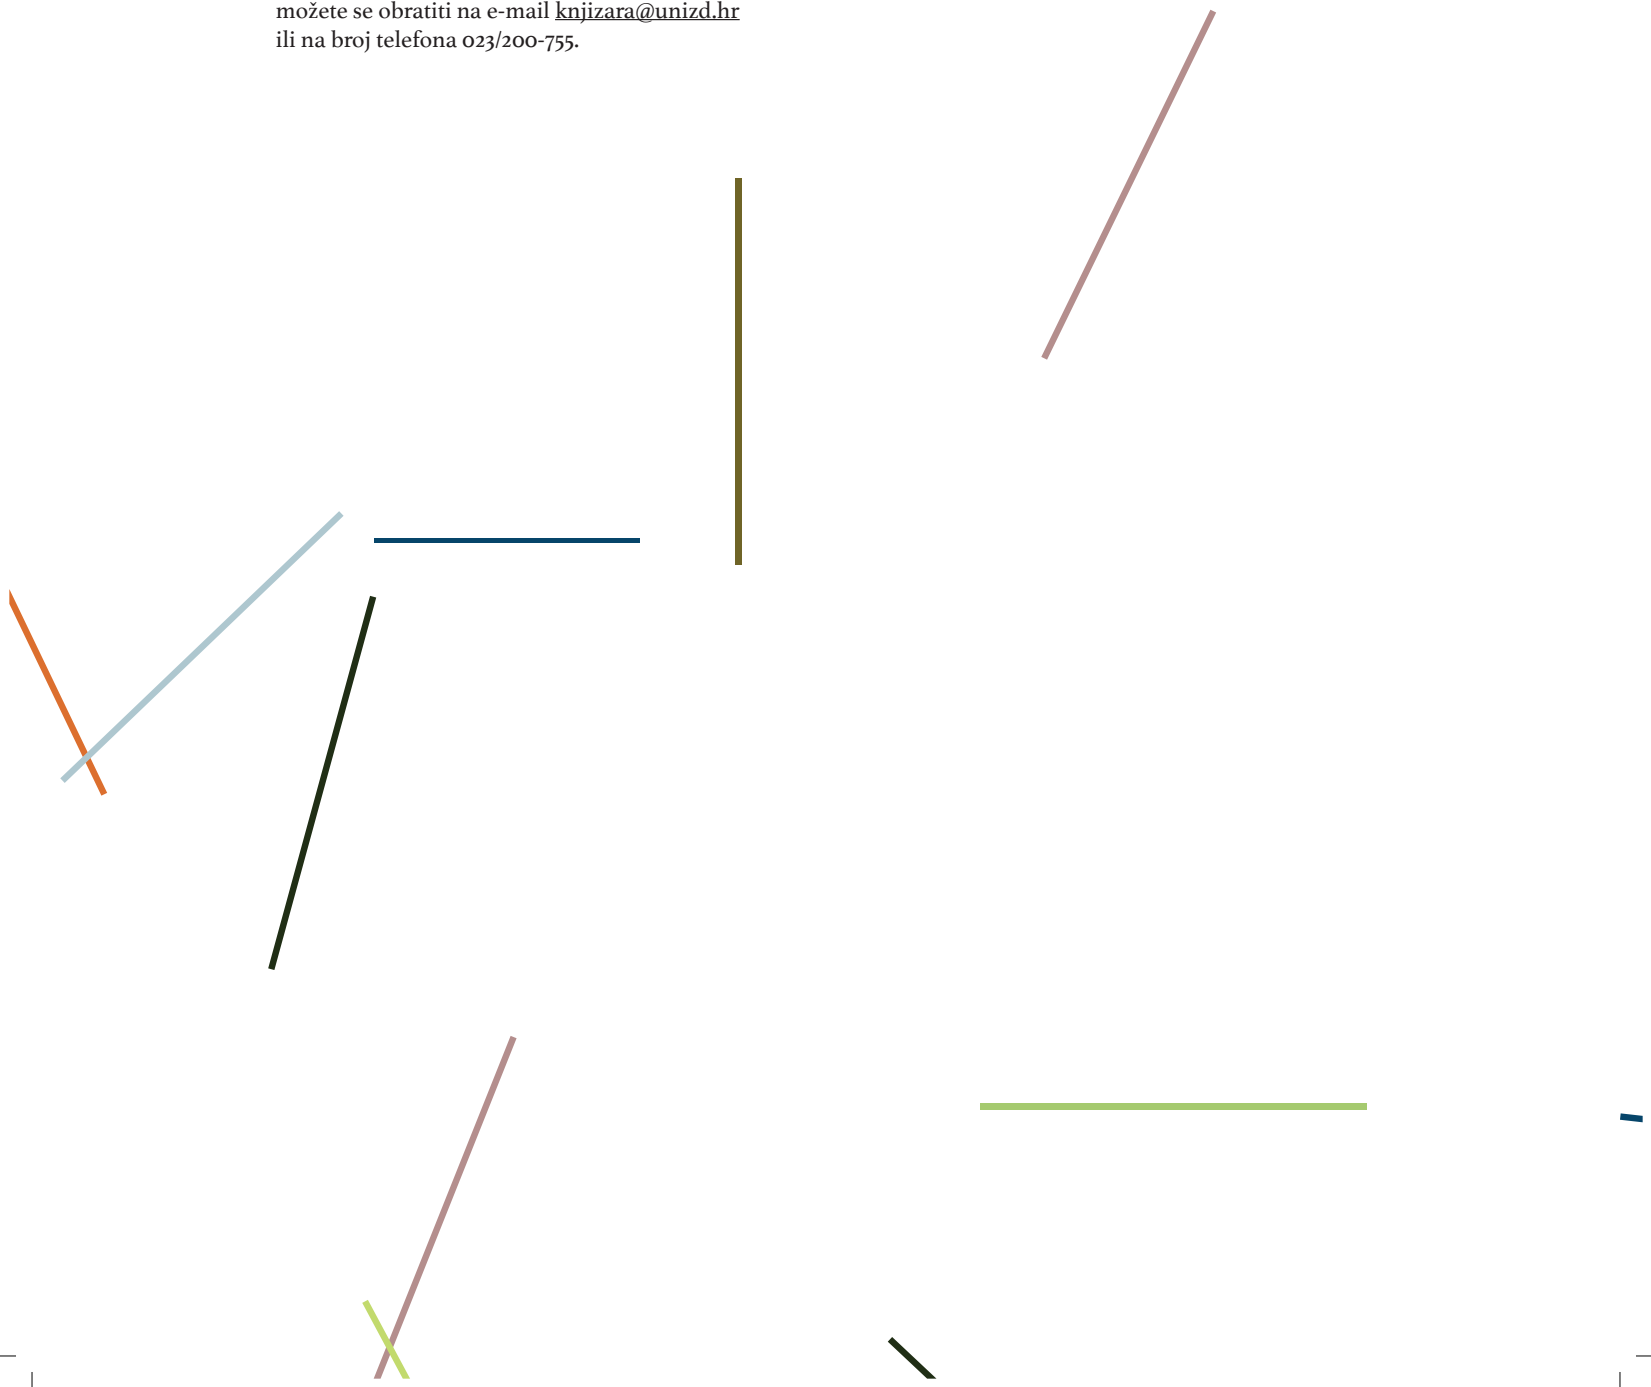 možete se obratiti na e-mail knjizara@unizd.hr
ili na broj telefona 023/200-755.